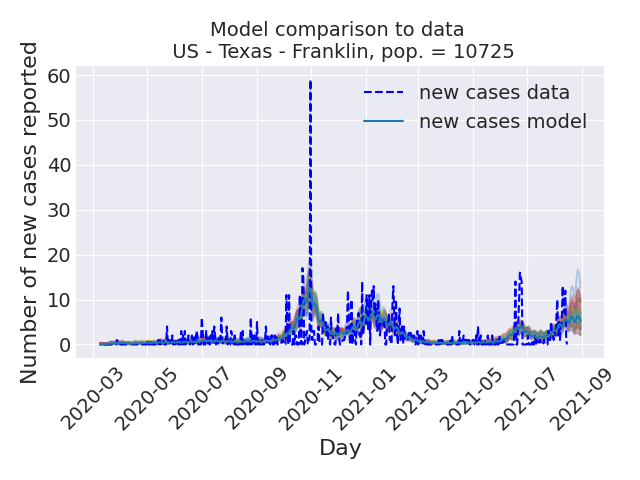 Model comparison to data
US - Texas - Franklin, pop. = 10725
Number of new cases reported
60
50
40
30
20
10
0
new cases data
new cases model
2020-03
2020-05
2020-07
2020-09
2020-11
2021-01
2021-03
2021-05
2021-07
2021-09
Day